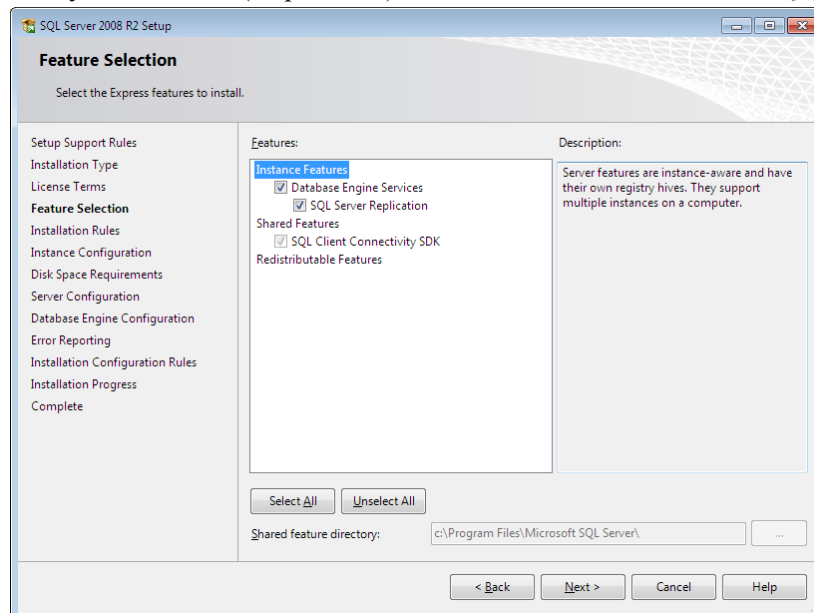 SQL Server 2008 R2 Setup
Feature Selection
Select the Express features to install.
Setup Support Rules
Installation Type
License Terms
Feature Selection
Installation Rules
Instance Configuration
Disk Space Requirements
Server Configuration
Database Engine Configuration
Error Reporting
Installation Configuration Rules
Installation Progress
Complete
Features:
Instance Features
Database Engine Services
SQL Server Replication
Shared Features
SQL Client Connectivity SDK
Redistributable Features
Description:
Server features are instance-aware and have
their own registry hives. They support
multiple instances on a computer.
Select All
Unselect All
Shared feature directory:
c:\Program Files\Microsoft SQL Server\
...
< Back
Next >
Cancel
Help